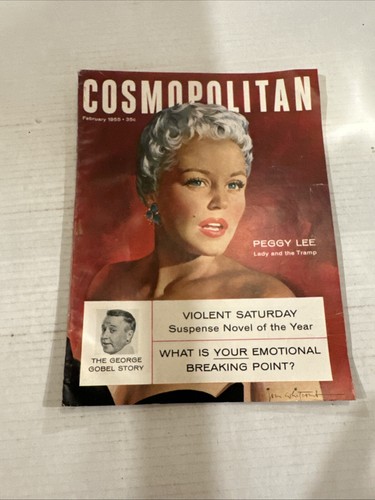 COSMOPOLITAN
February 1955 • 35c
PEGGY LEE
Lady and the Tramp
VIOLENT SATURDAY
Suspense Novel of the Year
THE GEORGE
GOBEL STORY
WHAT IS YOUR EMOTIONAL
BREAKING POINT?